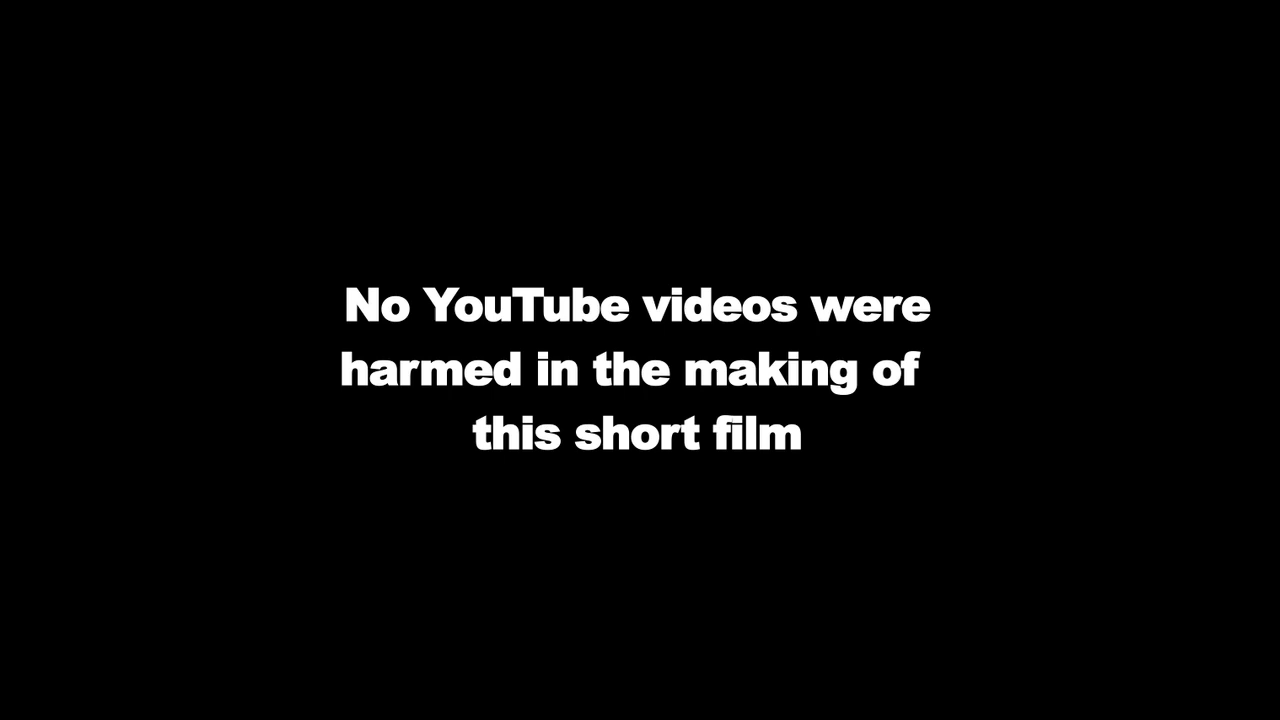 No YouTube videos were
harmed in the making of
this short film